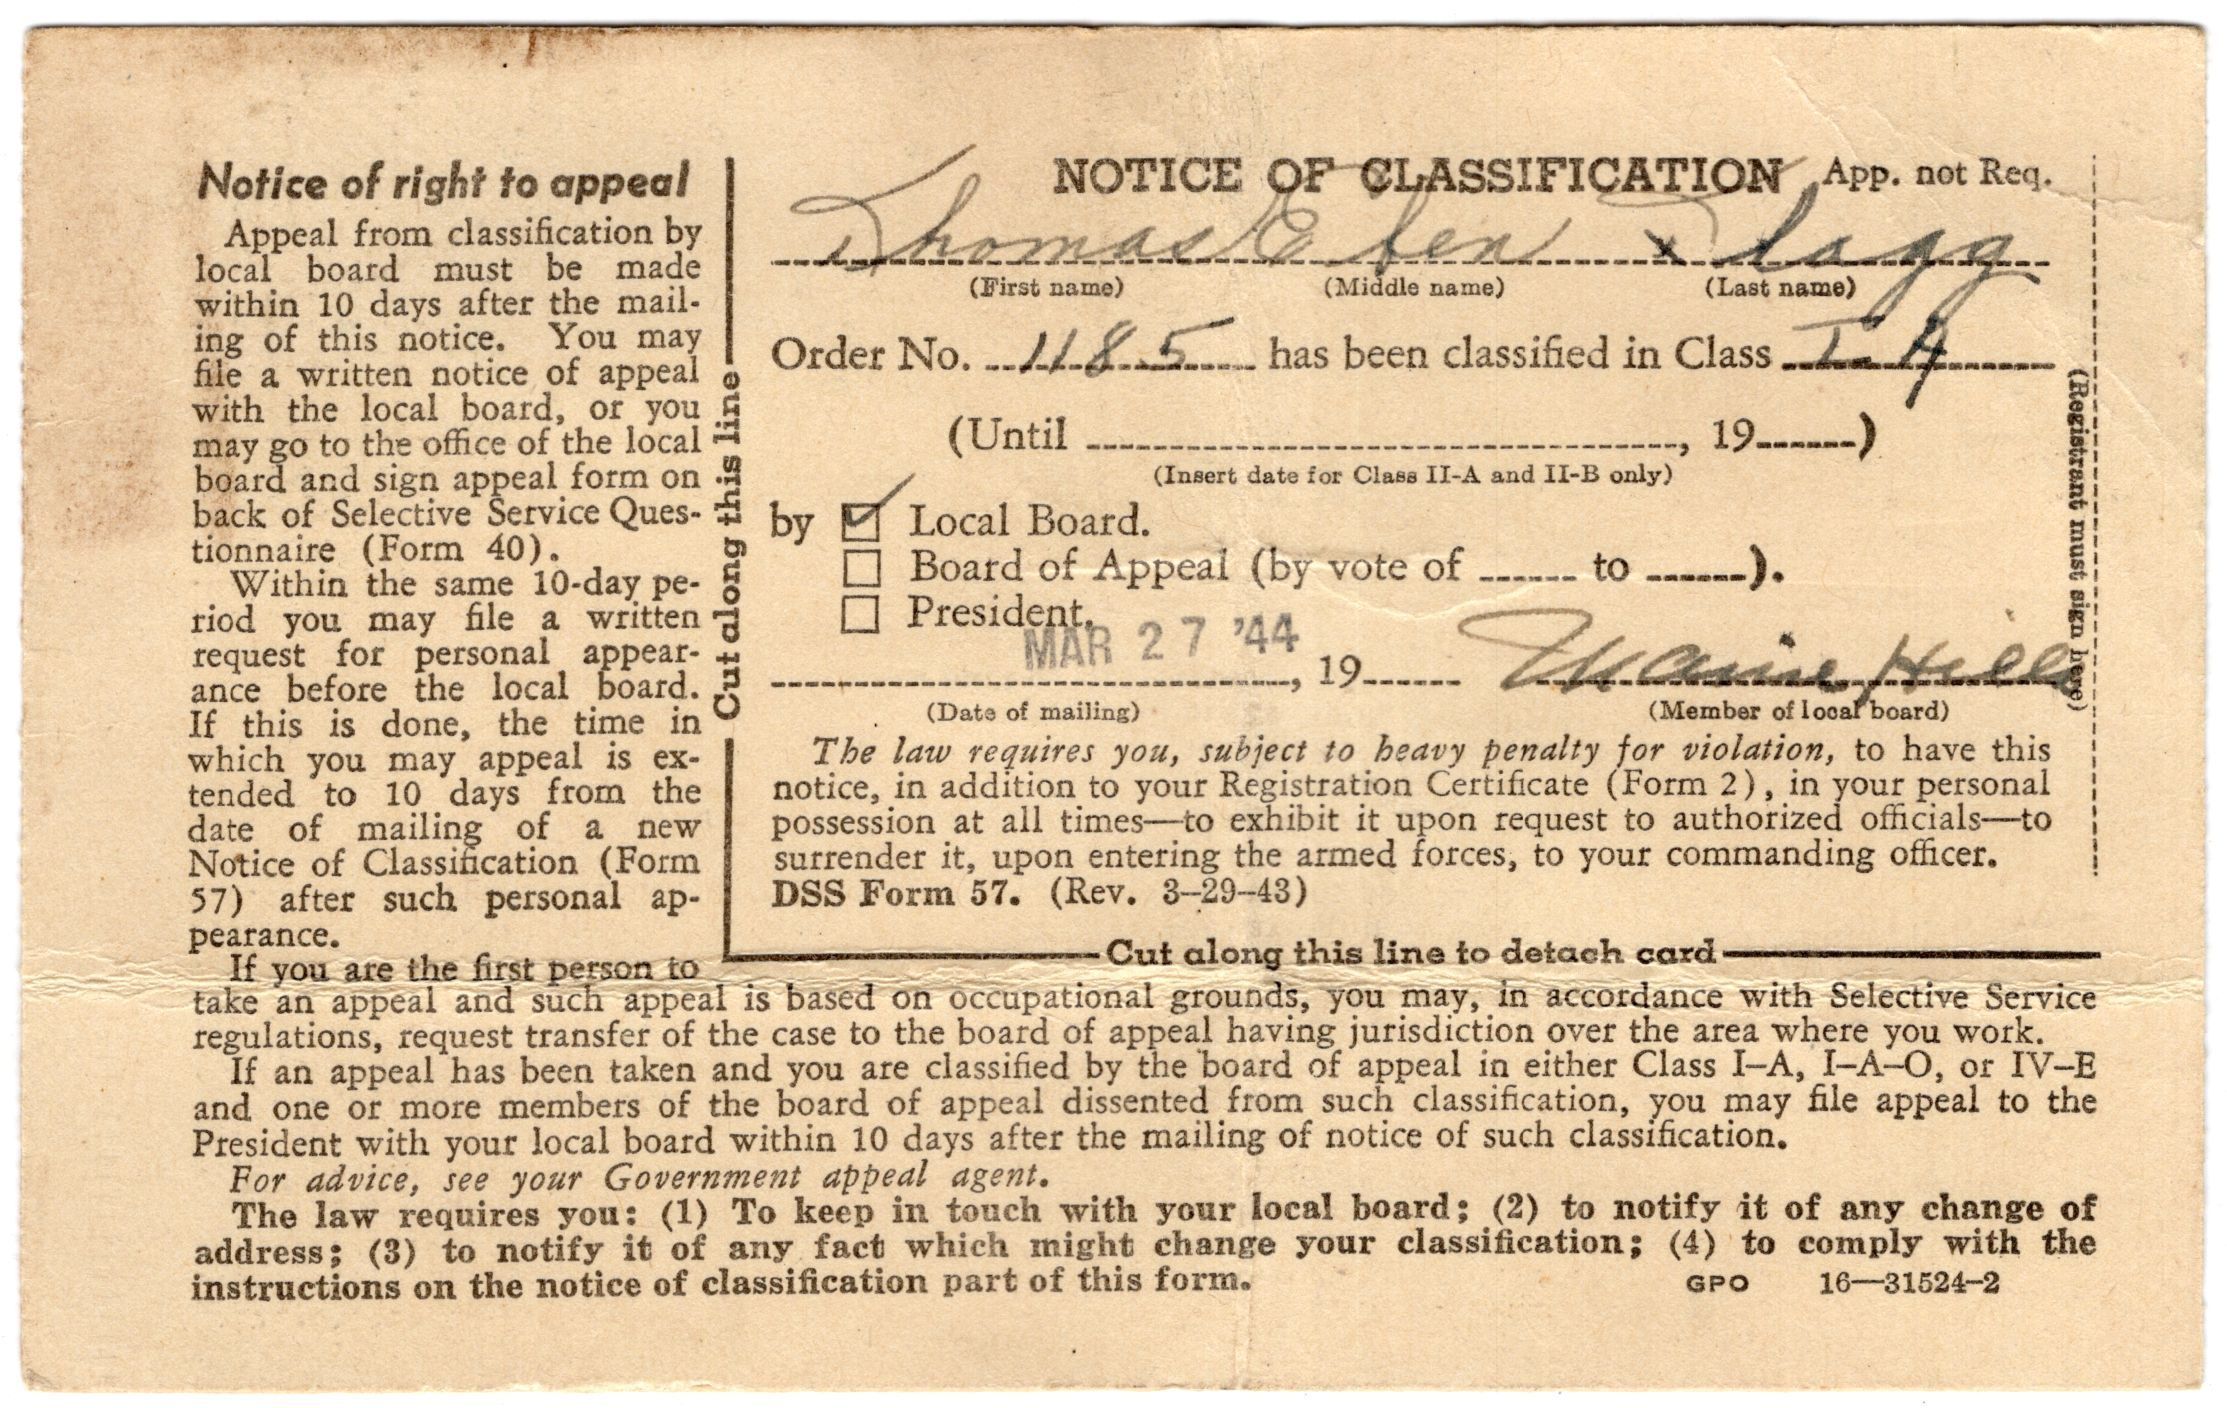 Notice of right to appeal
Appeal from classification by
local board must be made
within 10 days after the mail-
ing of this notice. You may
file a written notice of appeal
with the local board, or you
may go to the office of the local
board and sign appeal form on
back of Selective Service Ques-
tionnaire (Form 40).
Within the same 10-day pe-
riod you may file a written
request for personal appear-
ance before the local board.
If this is done, the time in
which you may appeal is ex-
tended to 10 days from the
date of mailing of a new
Notice of Classification (Form
57) after such personal ap-
pearance.
Cut along this line
NOTICE OF CLASSIFICATION App. not Req.
Thomas Eben x Flagg
(First name) (Middle name) (Last name)
Order No. 1185 has been classified in Class I-A
(Until , 19 )
(Insert date for Class II-A and II-B only)
by ☑ Local Board.
☐ Board of Appeal (by vote of to ).
☐ President.
MAR 27 '44
, 19
(Date of mailing) (Member of local board)
The law requires you, subject to heavy penalty for violation, to have this
notice, in addition to your Registration Certificate (Form 2), in your personal
possession at all times—to exhibit it upon request to authorized officials—to
surrender it, upon entering the armed forces, to your commanding officer.
DSS Form 57. (Rev. 3-29-43)
(Registrant must sign here)
Cut along this line to detach card
If you are the first person to
take an appeal and such appeal is based on occupational grounds, you may, in accordance with Selective Service
regulations, request transfer of the case to the board of appeal having jurisdiction over the area where you work.
If an appeal has been taken and you are classified by the board of appeal in either Class I-A, I-A-O, or IV-E
and one or more members of the board of appeal dissented from such classification, you may file appeal to the
President with your local board within 10 days after the mailing of notice of such classification.
For advice, see your Government appeal agent.
The law requires you: (1) To keep in touch with your local board; (2) to notify it of any change of
address; (3) to notify it of any fact which might change your classification; (4) to comply with the
instructions on the notice of classification part of this form. GPO 16—31524-2